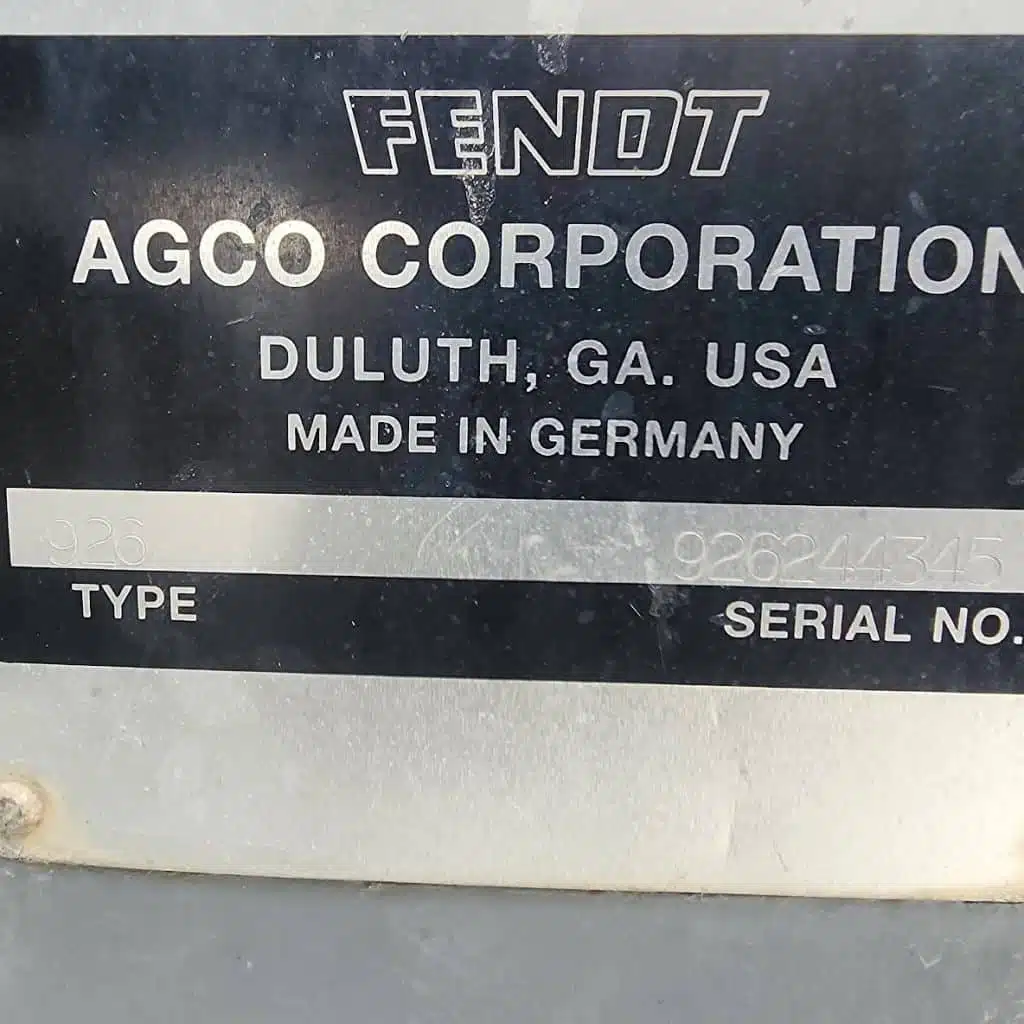 FENDT
AGCO CORPORATION
DULUTH, GA. USA
MADE IN GERMANY
926 926244345
TYPE SERIAL NO.